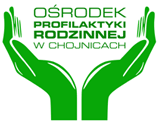 OŚRODEK
PROFILAKTYKI
RODZINNEJ
W CHOJNICACH